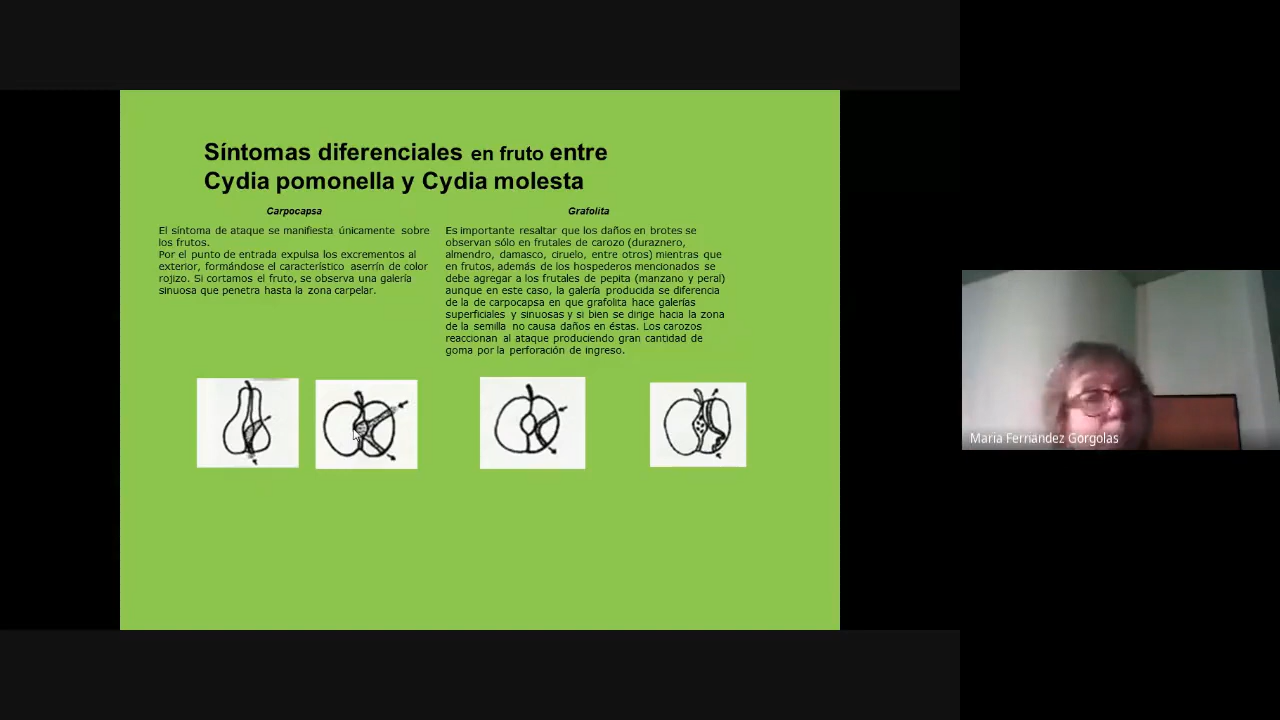 Síntomas diferenciales en fruto entre
Cydia pomonella y Cydia molesta
Carpocapsa
El síntoma de ataque se manifiesta únicamente sobre
los frutos.
Por el punto de entrada expulsa los excrementos al
exterior, formándose el característico aserrín de color
rojizo. Si cortamos el fruto, se observa una galería
sinuosa que penetra hasta la zona carpelar.
Grafolita
Es importante resaltar que los daños en brotes se
observan sólo en frutales de carozo (duraznero,
almendro, damasco, ciruelo, entre otros) mientras que
en frutos, además de los hospederos mencionados se
debe agregar a los frutales de pepita (manzano y peral)
aunque en este caso, la galería producida se diferencia
de la de carpocapsa en que grafolita hace galerías
superficiales y sinuosas y si bien se dirige hacia la zona
de la semilla no causa daños en éstas. Los carozos
reaccionan al ataque produciendo gran cantidad de
goma por la perforación de ingreso.
Maria Fernandez Gorgolas